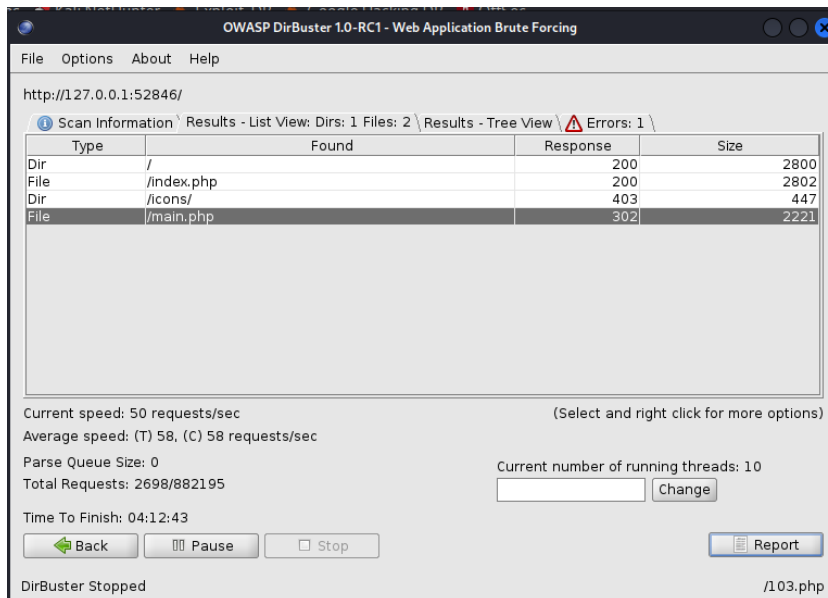 OWASP DirBuster 1.0-RC1 - Web Application Brute Forcing
File Options About Help
http://127.0.0.1:52846/
Scan Information Results - List View: Dirs: 1 Files: 2 Results - Tree View Errors: 1
Type Found Response Size
Dir / 200 2800
File /index.php 200 2802
Dir /icons/ 403 447
File /main.php 302 2221
Current speed: 50 requests/sec (Select and right click for more options)
Average speed: (T) 58, (C) 58 requests/sec
Parse Queue Size: 0 Current number of running threads: 10
Total Requests: 2698/882195 Change
Time To Finish: 04:12:43
Back Pause Stop Report
DirBuster Stopped /103.php